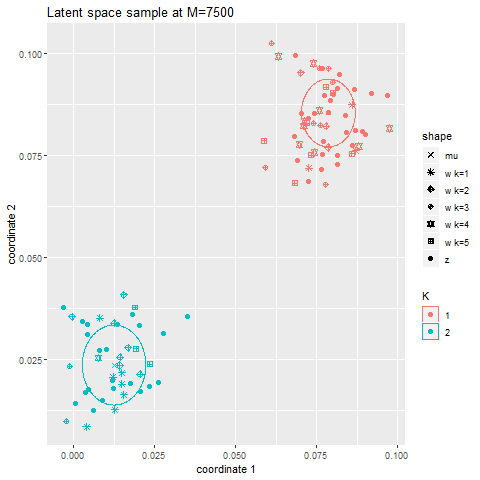 Latent space sample at M=7500
0.100
0.075
0.050
0.025
coordinate 2
0.000
0.025
0.050
0.075
0.100
coordinate 1
shape
mu
w k=1
w k=2
w k=3
w k=4
w k=5
z
K
1
2